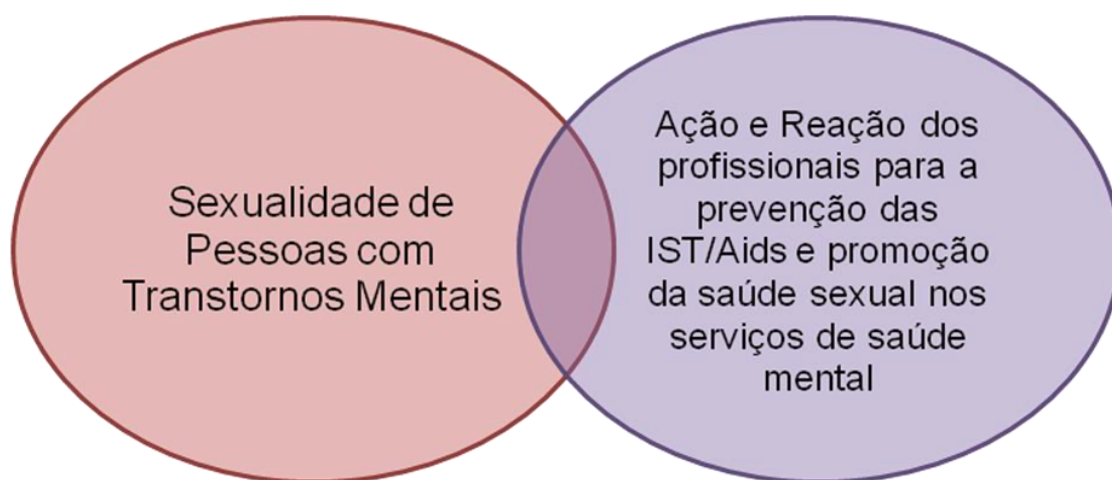 Sexualidade de
Pessoas com
Transtornos Mentais
Ação e Reação dos
profissionais para a
prevenção das
IST/Aids e promoção
da saúde sexual nos
serviços de saúde
mental